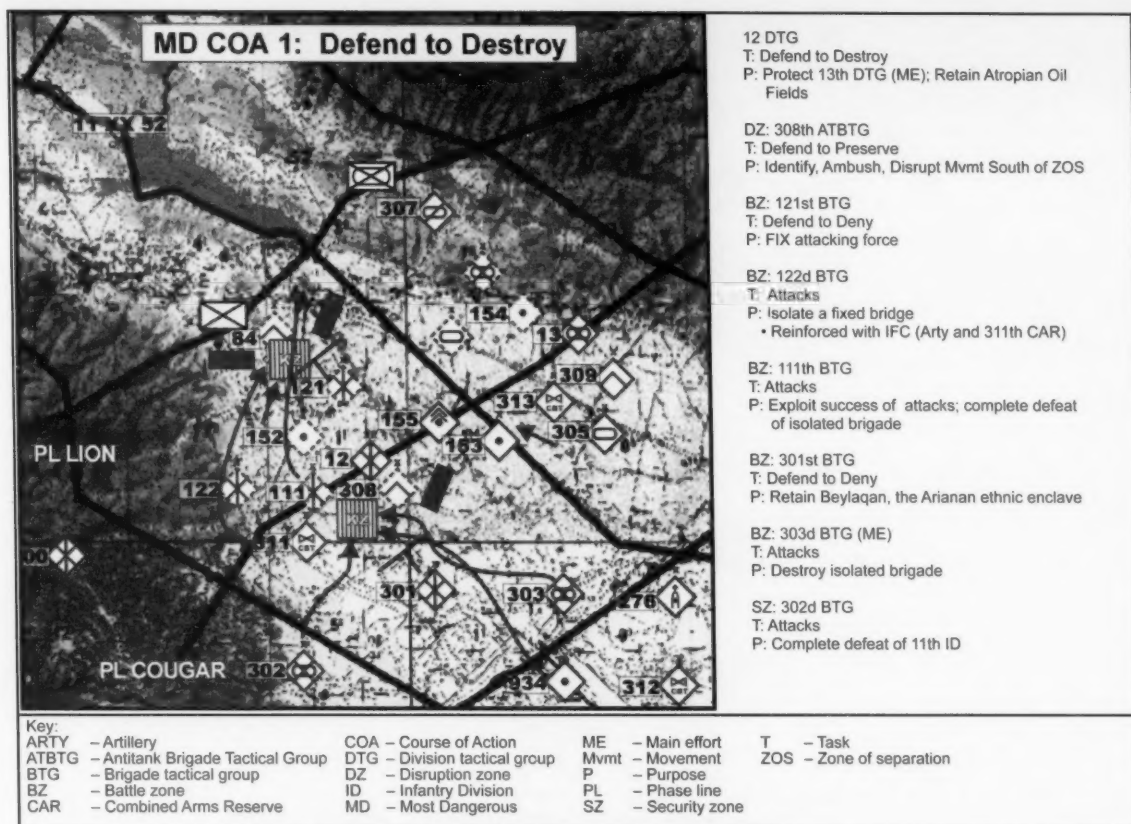 MD COA 1: Defend to Destroy
11 XX 52
307
154
13
84
KZ
121
309
313
CBT
155
305
152
163
12
PL LION
122
111
308
KZ
311
CBT
301
303
278
PL COUGAR
302
934
312
CBT
12 DTG
T: Defend to Destroy
P: Protect 13th DTG (ME); Retain Atropian Oil
Fields
DZ: 308th ATBTG
T: Defend to Preserve
P: Identify, Ambush, Disrupt Mvmt South of ZOS
BZ: 121st BTG
T: Defend to Deny
P: FIX attacking force
BZ: 122d BTG
T: Attacks
P: Isolate a fixed bridge
• Reinforced with IFC (Arty and 311th CAR)
BZ: 111th BTG
T: Attacks
P: Exploit success of attacks; complete defeat
of isolated brigade
BZ: 301st BTG
T: Defend to Deny
P: Retain Beylaqan, the Arianan ethnic enclave
BZ: 303d BTG (ME)
T: Attacks
P: Destroy isolated brigade
SZ: 302d BTG
T: Attacks
P: Complete defeat of 11th ID
Key:
ARTY – Artillery
ATBTG – Antitank Brigade Tactical Group
BTG – Brigade tactical group
BZ – Battle zone
CAR – Combined Arms Reserve
COA – Course of Action
DTG – Division tactical group
DZ – Disruption zone
ID – Infantry Division
MD – Most Dangerous
ME – Main effort
Mvmt – Movement
P – Purpose
PL – Phase line
SZ – Security zone
T – Task
ZOS – Zone of separation